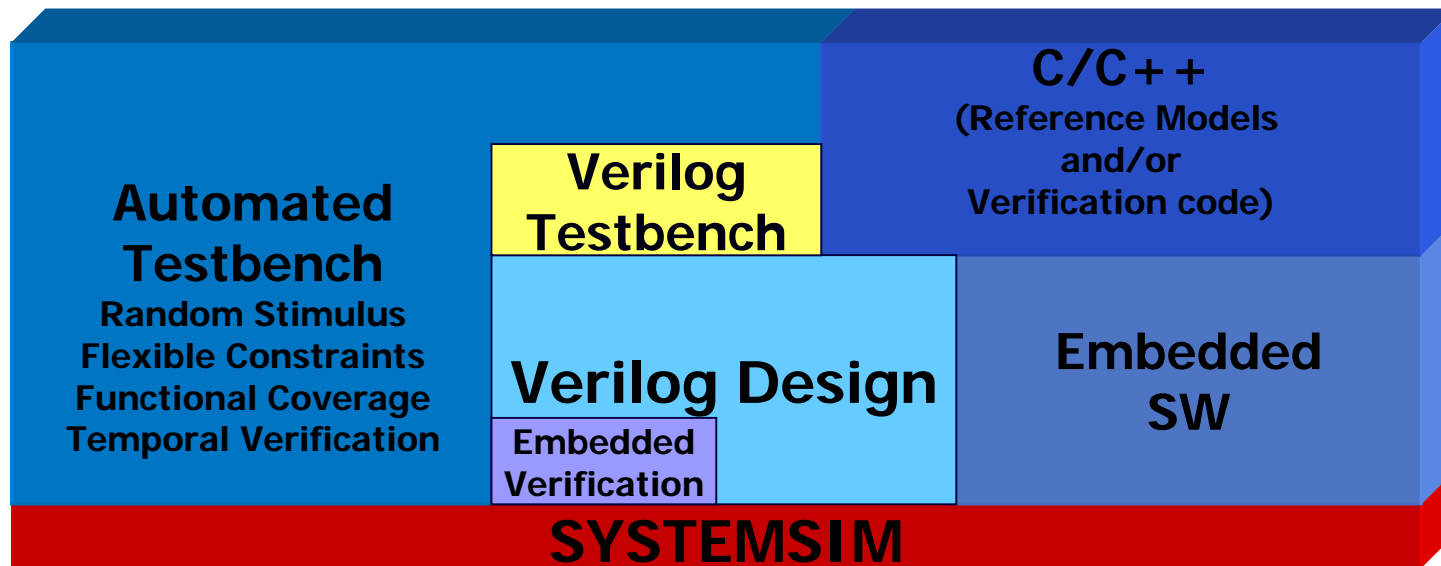 Automated
Testbench
Random Stimulus
Flexible Constraints
Functional Coverage
Temporal Verification
Verilog
Testbench
C/C++
(Reference Models
and/or
Verification code)
Verilog Design
Embedded
Verification
Embedded
SW
SYSTEMSIM